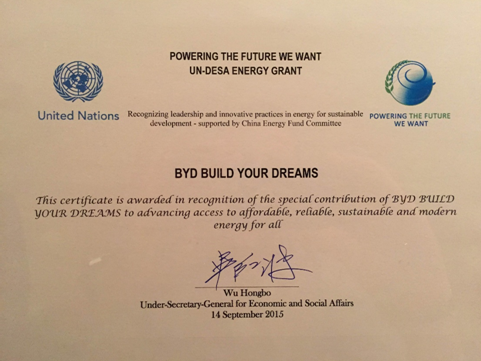 POWERING THE FUTURE WE WANT
UN-DESA ENERGY GRANT
United Nations
Recognizing leadership and innovative practices in energy for sustainable
development - supported by China Energy Fund Committee
POWERING THE FUTURE
WE WANT
BYD BUILD YOUR DREAMS
This certificate is awarded in recognition of the special contribution of BYD BUILD
YOUR DREAMS to advancing access to affordable, reliable, sustainable and modern
energy for all
Wu Hongbo
Under-Secretary-General for Economic and Social Affairs
14 September 2015